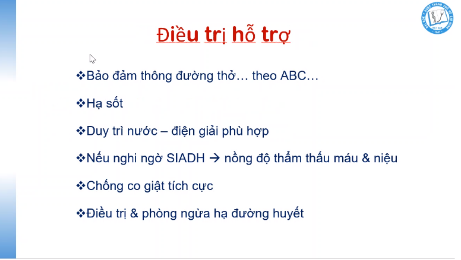 Điều trị hỗ trợ
❖Bảo đảm thông đường thở… theo ABC…
❖Hạ sốt
❖Duy trì nước – điện giải phù hợp
❖Nếu nghi ngờ SIADH → nồng độ thẩm thấu máu & niệu
❖Chống co giật tích cực
❖Điều trị & phòng ngừa hạ đường huyết